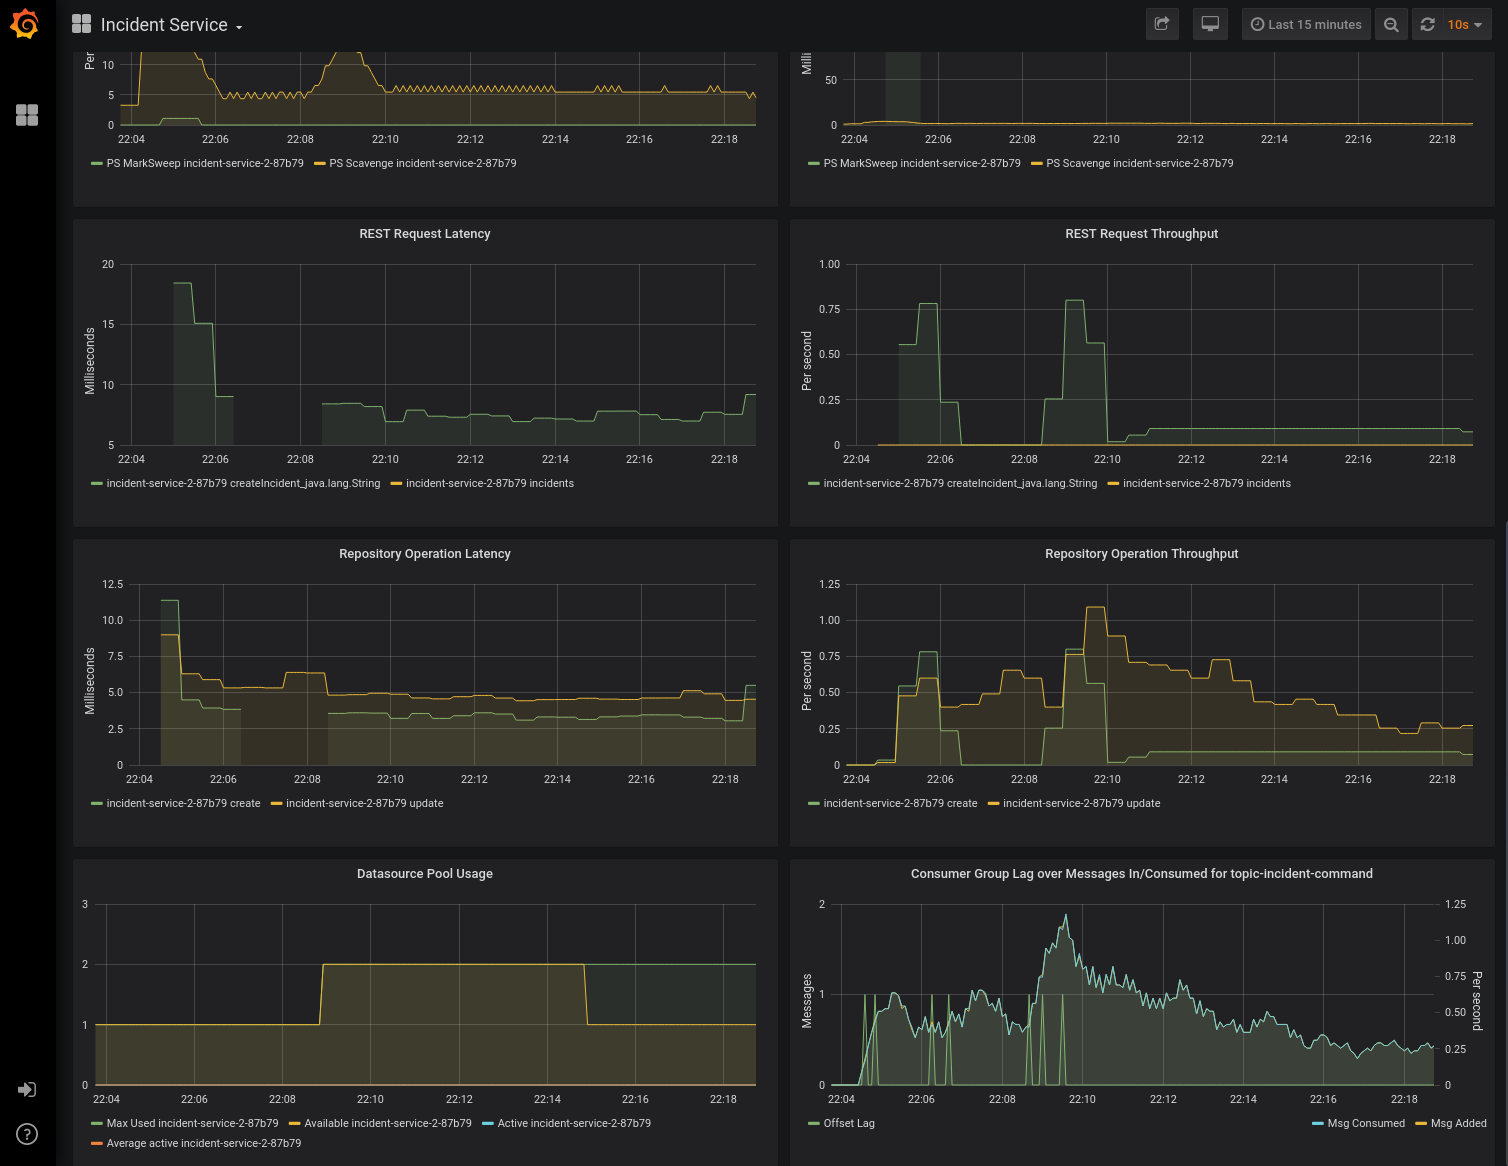 Incident Service
Last 15 minutes
10s
Per
10
5
0
22:04 22:06 22:08 22:10 22:12 22:14 22:16 22:18
PS MarkSweep incident-service-2-87b79 PS Scavenge incident-service-2-87b79
Milli
50
0
22:04 22:06 22:08 22:10 22:12 22:14 22:16 22:18
PS MarkSweep incident-service-2-87b79 PS Scavenge incident-service-2-87b79
REST Request Latency
Milliseconds
20
15
10
5
22:04 22:06 22:08 22:10 22:12 22:14 22:16 22:18
incident-service-2-87b79 createIncident_java.lang.String incident-service-2-87b79 incidents
REST Request Throughput
Per second
1.00
0.75
0.50
0.25
0
22:04 22:06 22:08 22:10 22:12 22:14 22:16 22:18
incident-service-2-87b79 createIncident_java.lang.String incident-service-2-87b79 incidents
Repository Operation Latency
Milliseconds
12.5
10.0
7.5
5.0
2.5
0
22:04 22:06 22:08 22:10 22:12 22:14 22:16 22:18
incident-service-2-87b79 create incident-service-2-87b79 update
Repository Operation Throughput
Per second
1.25
1.00
0.75
0.50
0.25
0
22:04 22:06 22:08 22:10 22:12 22:14 22:16 22:18
incident-service-2-87b79 create incident-service-2-87b79 update
Datasource Pool Usage
3
2
1
0
22:04 22:06 22:08 22:10 22:12 22:14 22:16 22:18
Max Used incident-service-2-87b79 Available incident-service-2-87b79 Active incident-service-2-87b79
Average active incident-service-2-87b79
Consumer Group Lag over Messages In/Consumed for topic-incident-command
Messages
2
1
0
1.25
1.00
0.75
0.50
0.25
0
Per second
22:04 22:06 22:08 22:10 22:12 22:14 22:16 22:18
Offset Lag Msg Consumed Msg Added
?